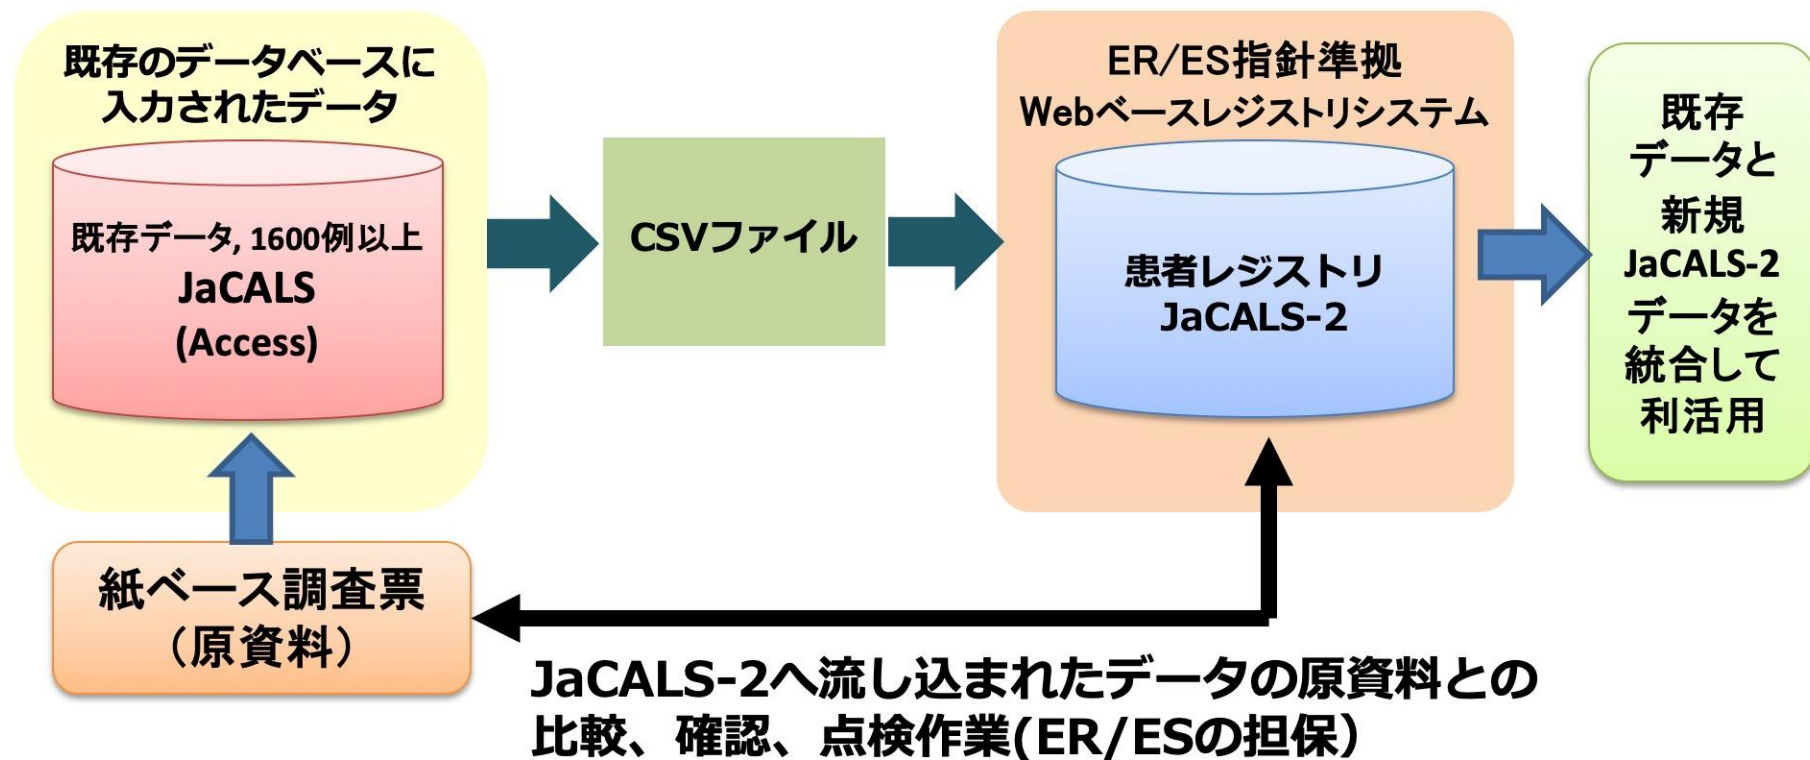 既存のデータベースに
入力されたデータ
既存データ, 1600例以上
JaCALS
(Access)
紙ベース調査票
（原資料）
CSVファイル
ER/ES指針準拠
Webベースレジストリシステム
患者レジストリ
JaCALS-2
既存
データと
新規
JaCALS-2
データを
統合して
利活用
JaCALS-2へ流し込まれたデータの原資料との
比較、確認、点検作業(ER/ESの担保）